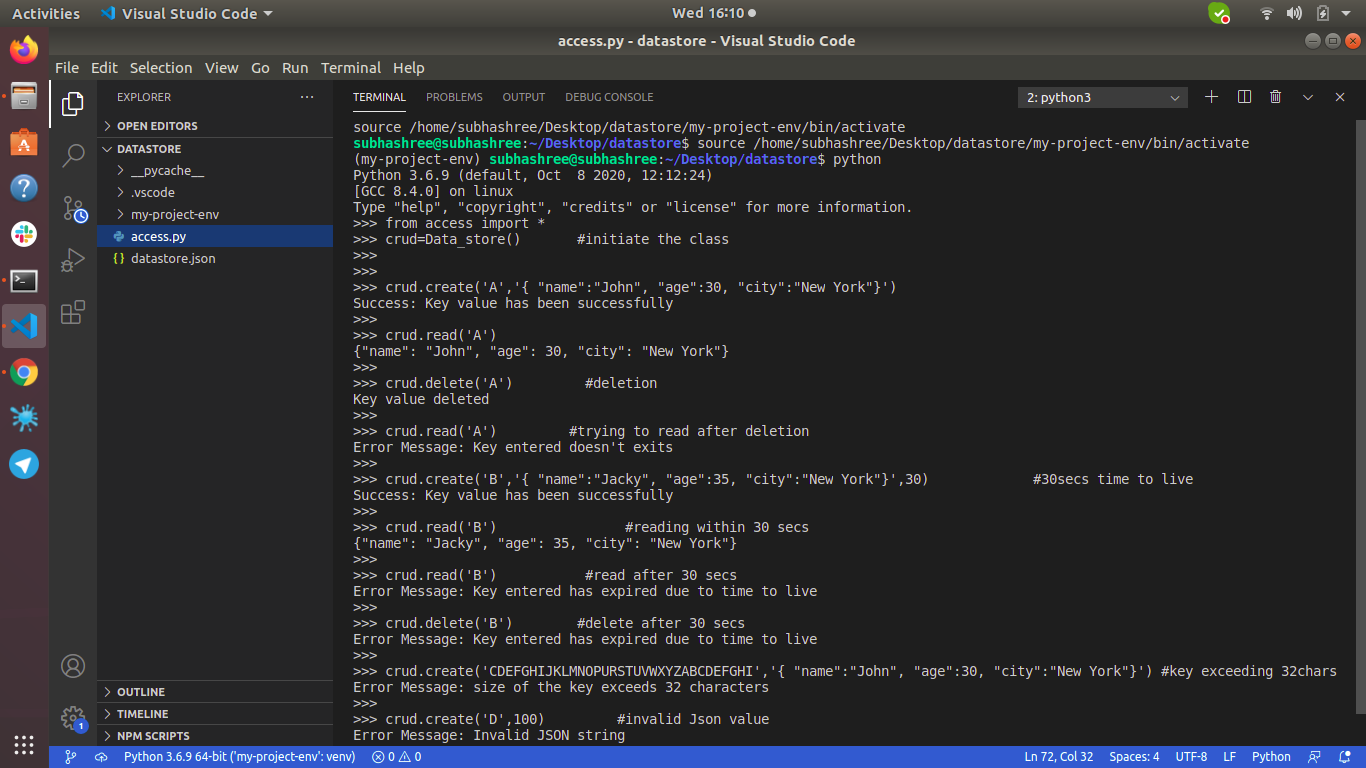 Activities Visual Studio Code Wed 16:10
access.py - datastore - Visual Studio Code
File Edit Selection View Go Run Terminal Help
EXPLORER
OPEN EDITORS
DATASTORE
__pycache__
.vscode
my-project-env
access.py
{} datastore.json
OUTLINE
TIMELINE
NPM SCRIPTS
TERMINAL PROBLEMS OUTPUT DEBUG CONSOLE 2: python3
source /home/subhashree/Desktop/datastore/my-project-env/bin/activate
subhashree@subhashree:~/Desktop/datastore$ source /home/subhashree/Desktop/datastore/my-project-env/bin/activate
(my-project-env) subhashree@subhashree:~/Desktop/datastore$ python
Python 3.6.9 (default, Oct  8 2020, 12:12:24)
[GCC 8.4.0] on linux
Type "help", "copyright", "credits" or "license" for more information.
>>> from access import *
>>> crud=Data_store()       #initiate the class
>>>
>>>
>>> crud.create('A','{ "name":"John", "age":30, "city":"New York"}')
Success: Key value has been successfully
>>>
>>> crud.read('A')
{"name": "John", "age": 30, "city": "New York"}
>>>
>>> crud.delete('A')         #deletion
Key value deleted
>>>
>>> crud.read('A')         #trying to read after deletion
Error Message: Key entered doesn't exits
>>>
>>> crud.create('B','{ "name":"Jacky", "age":35, "city":"New York"}',30)             #30secs time to live
Success: Key value has been successfully
>>>
>>> crud.read('B')                #reading within 30 secs
{"name": "Jacky", "age": 35, "city": "New York"}
>>>
>>> crud.read('B')           #read after 30 secs
Error Message: Key entered has expired due to time to live
>>>
>>> crud.delete('B')        #delete after 30 secs
Error Message: Key entered has expired due to time to live
>>>
>>> crud.create('CDEFGHIJKLMNOPURSTUVWXYZABCDEFGHI','{ "name":"John", "age":30, "city":"New York"}') #key exceeding 32chars
Error Message: size of the key exceeds 32 characters
>>>
>>> crud.create('D',100)         #invalid Json value
Error Message: Invalid JSON string
1
Python 3.6.9 64-bit ('my-project-env': venv) 0 0 Ln 72, Col 32 Spaces: 4 UTF-8 LF Python